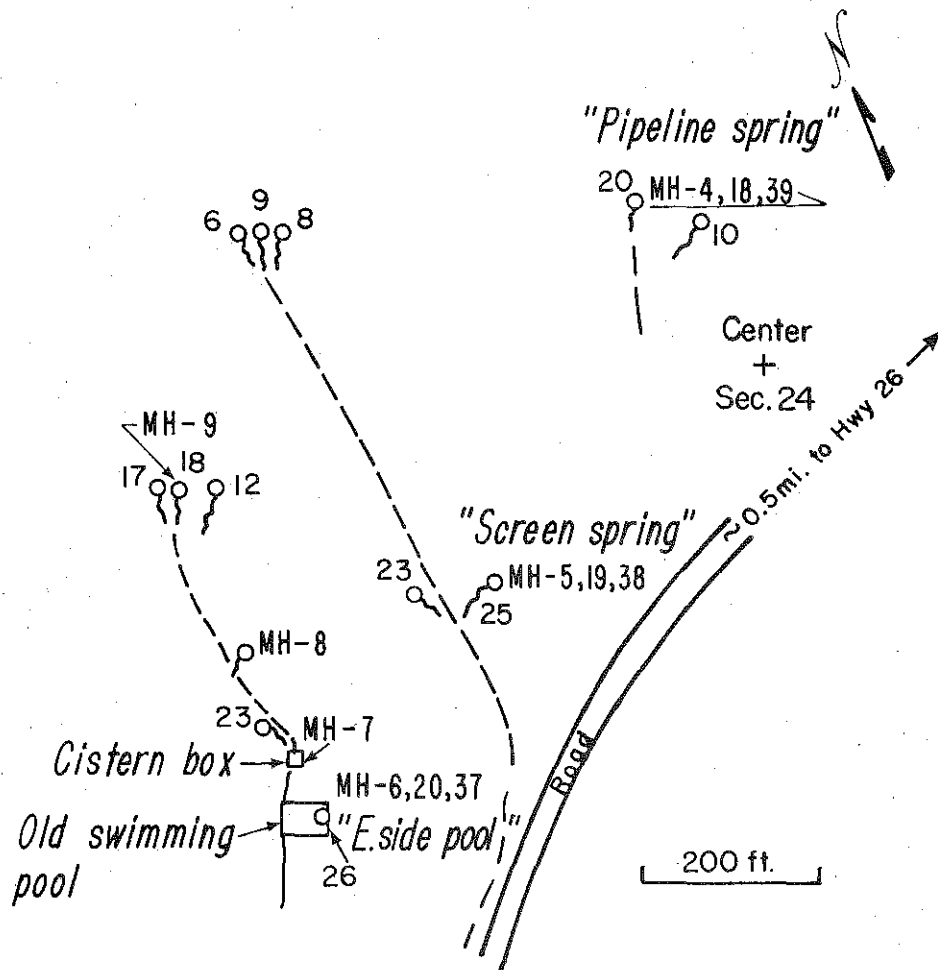 N
"Pipeline spring"
20 MH-4,18,39
10
6 9 8
Center
+
Sec. 24
~0.5 mi. to Hwy 26
MH-9
17 18 12
"Screen spring"
23 MH-5,19,38
25
MH-8
23 MH-7
Cistern box
Road
MH-6,20,37
Old swimming pool
"E.side pool"
26
200 ft.